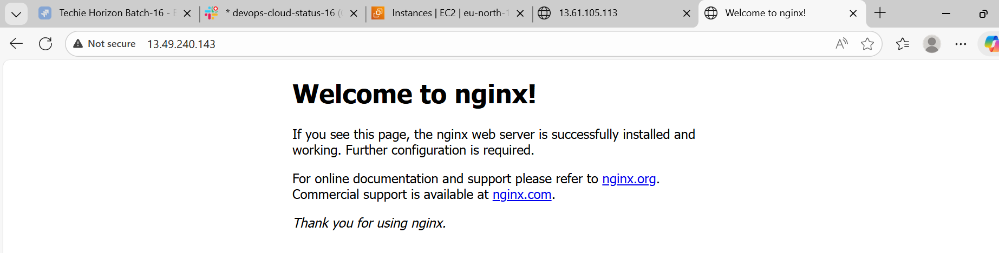 Techie Horizon Batch-16 -
* devops-cloud-status-16
Instances | EC2 | eu-north-1
13.61.105.113
Welcome to nginx!
Not secure 13.49.240.143
Welcome to nginx!
If you see this page, the nginx web server is successfully installed and
working. Further configuration is required.
For online documentation and support please refer to nginx.org.
Commercial support is available at nginx.com.
Thank you for using nginx.